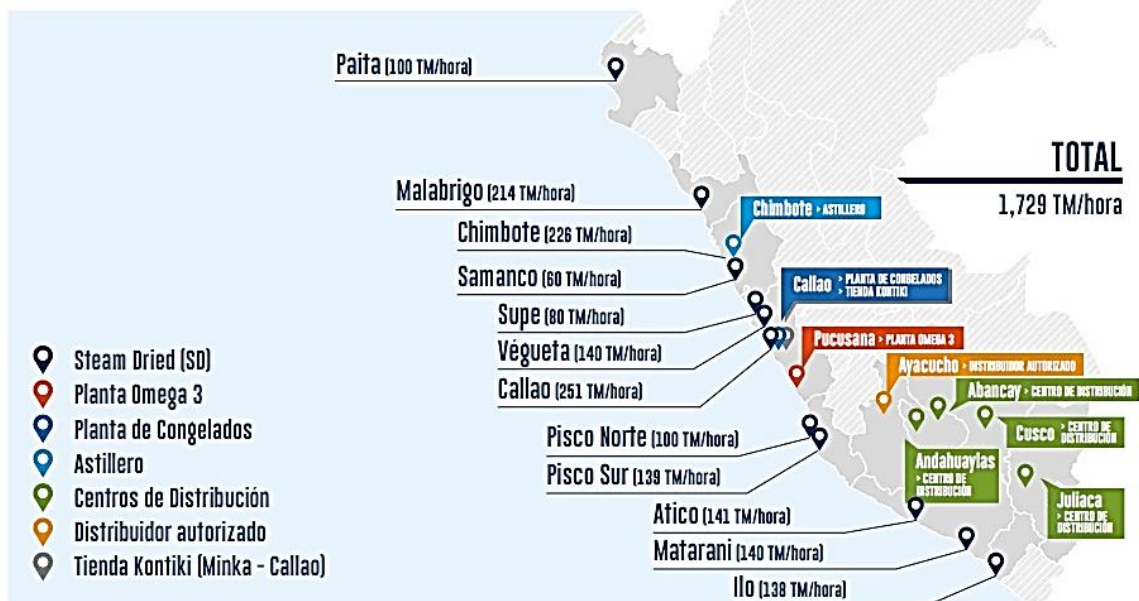 Paita (100 TM/hora)
TOTAL
1,729 TM/hora
Malabrigo (214 TM/hora)
Chimbote > ASTILLERO
Chimbote (226 TM/hora)
Samanco (60 TM/hora)
Callao > PLANTA DE CONGELADOS
> TIENDA KONTIKI
Supe (80 TM/hora)
Végueta (140 TM/hora)
Callao (251 TM/hora)
Pucusana > PLANTA OMEGA 3
Ayacucho > DISTRIBUIDOR AUTORIZADO
Abancay > CENTRO DE DISTRIBUCIÓN
Cusco > CENTRO DE
DISTRIBUCIÓN
Pisco Norte (100 TM/hora)
Pisco Sur (139 TM/hora)
Andahuaylas
> CENTRO DE
DISTRIBUCIÓN
Juliaca
> CENTRO DE
DISTRIBUCIÓN
Atico (141 TM/hora)
Matarani (140 TM/hora)
Ilo (138 TM/hora)
Steam Dried (SD)
Planta Omega 3
Planta de Congelados
Astillero
Centros de Distribución
Distribuidor autorizado
Tienda Kontiki (Minka - Callao)